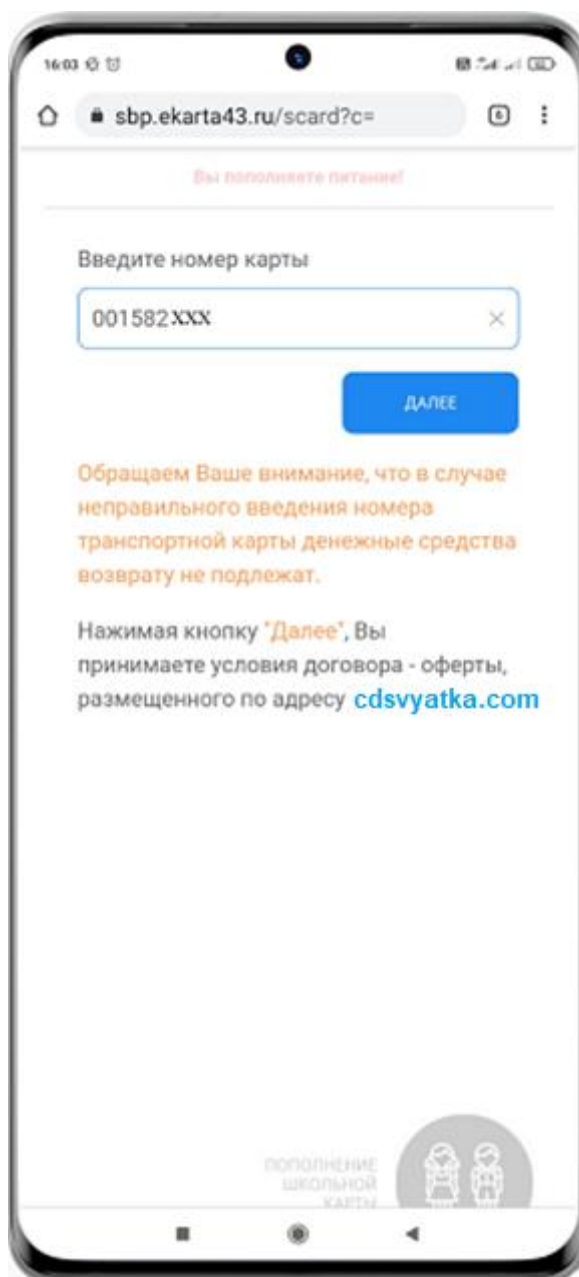 16:03
sbp.ekarta43.ru/scard?c=
6
Вы пополняете питание!
Введите номер карты
001582XXX
ДАЛЕЕ
Обращаем Ваше внимание, что в случае
неправильного введения номера
транспортной карты денежные средства
возврату не подлежат.
Нажимая кнопку "Далее", Вы
принимаете условия договора - оферты,
размещенного по адресу cdsvyatka.com
ПОПОЛНЕНИЕ
ШКОЛЬНОЙ
КАРТЫ